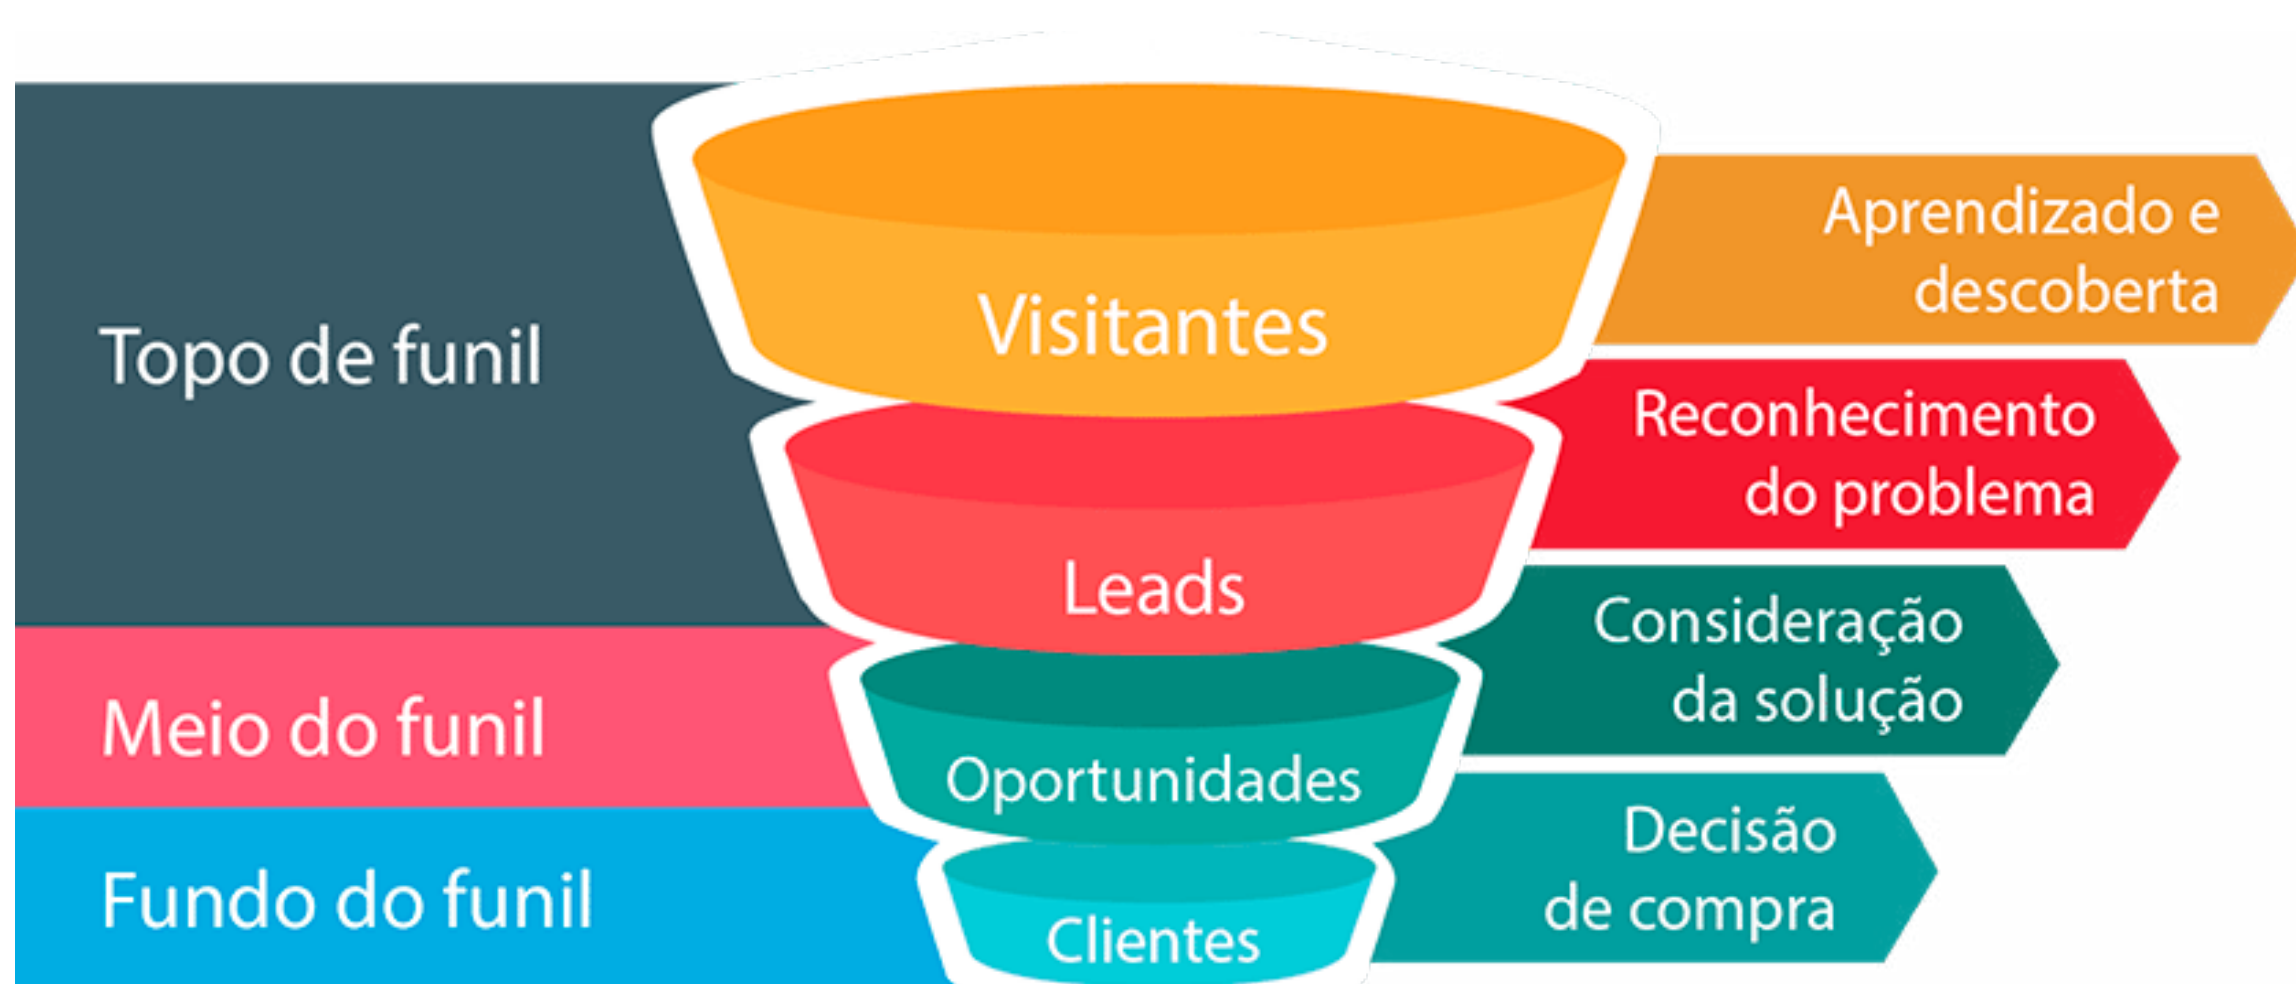 Topo de funil
Visitantes
Aprendizado e
descoberta
Leads
Reconhecimento
do problema
Meio do funil
Oportunidades
Consideração
da solução
Fundo do funil
Clientes
Decisão
de compra